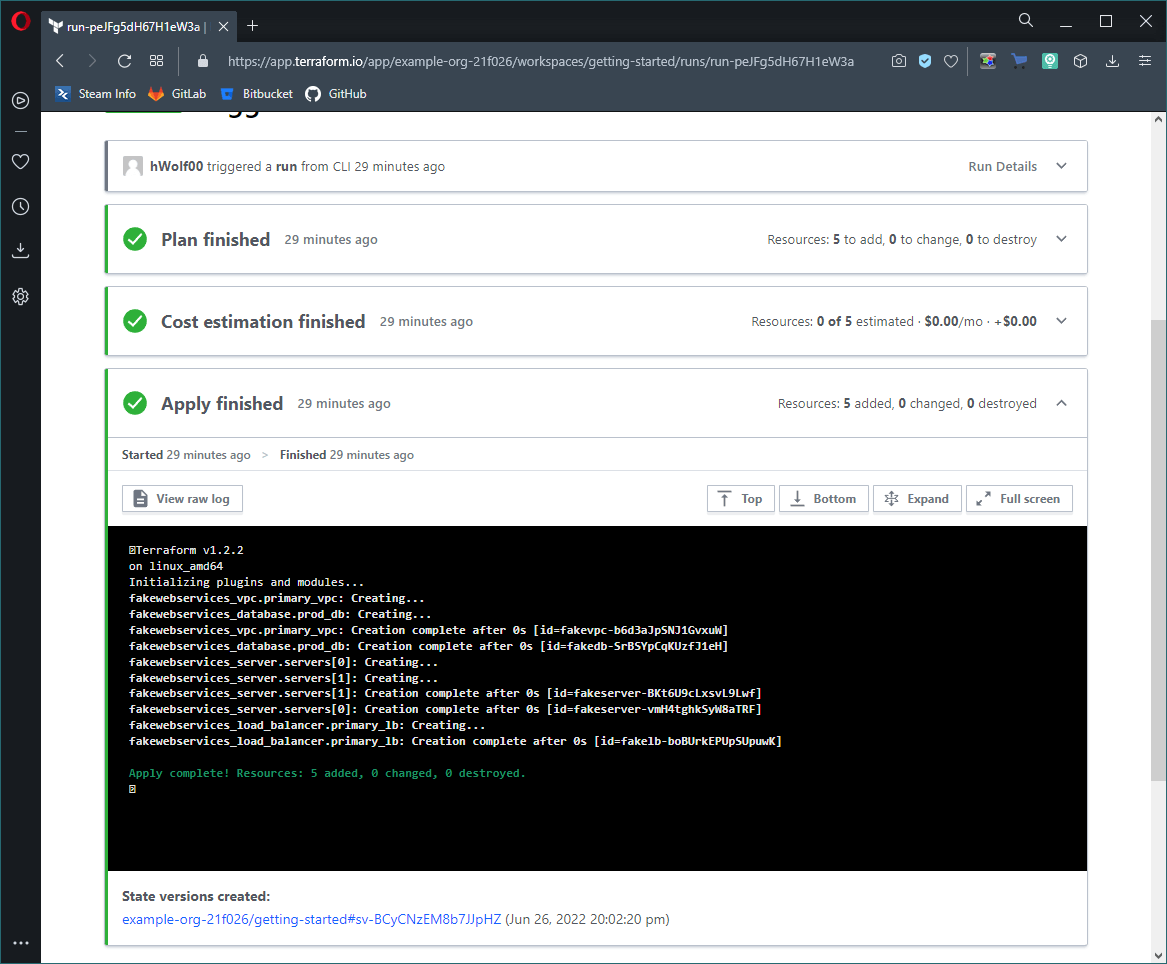 run-peJFg5dH67H1eW3a |
https://app.terraform.io/app/example-org-21f026/workspaces/getting-started/runs/run-peJFg5dH67H1eW3a
Steam Info GitLab Bitbucket GitHub
hWolf00 triggered a run from CLI 29 minutes ago Run Details
Plan finished 29 minutes ago Resources: 5 to add, 0 to change, 0 to destroy
Cost estimation finished 29 minutes ago Resources: 0 of 5 estimated · $0.00/mo · +$0.00
Apply finished 29 minutes ago Resources: 5 added, 0 changed, 0 destroyed
Started 29 minutes ago > Finished 29 minutes ago
View raw log Top Bottom Expand Full screen
Terraform v1.2.2
on linux_amd64
Initializing plugins and modules...
fakewebservices_vpc.primary_vpc: Creating...
fakewebservices_database.prod_db: Creating...
fakewebservices_vpc.primary_vpc: Creation complete after 0s [id=fakevpc-b6d3aJpSNJ1GvxuW]
fakewebservices_database.prod_db: Creation complete after 0s [id=fakedb-SrBSYpCqKUzfJ1eH]
fakewebservices_server.servers[0]: Creating...
fakewebservices_server.servers[1]: Creating...
fakewebservices_server.servers[1]: Creation complete after 0s [id=fakeserver-BKt6U9cLxsvL9Lwf]
fakewebservices_server.servers[0]: Creation complete after 0s [id=fakeserver-vmH4tghkSyW8aTRF]
fakewebservices_load_balancer.primary_lb: Creating...
fakewebservices_load_balancer.primary_lb: Creation complete after 0s [id=fakelb-boBUrkEPUpSUpuwK]
Apply complete! Resources: 5 added, 0 changed, 0 destroyed.
State versions created:
example-org-21f026/getting-started#sv-BCyCNzEM8b7JJpHZ (Jun 26, 2022 20:02:20 pm)